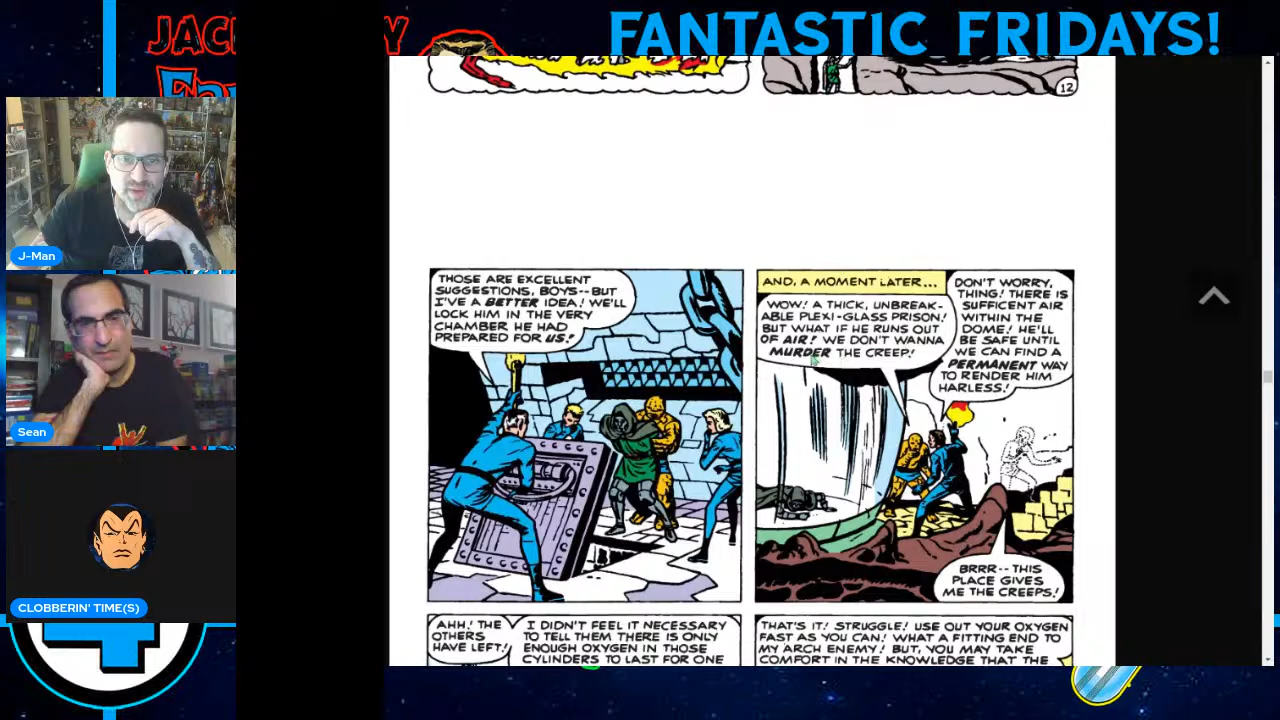 JAC
Y
FANTASTIC FRIDAYS!
12
J-Man
Sean
CLOBBERIN' TIME(S)
THOSE ARE EXCELLENT
SUGGESTIONS, BOYS--BUT
I'VE A BETTER IDEA! WE'LL
LOCK HIM IN THE VERY
CHAMBER HE HAD
PREPARED FOR US!
AND, A MOMENT LATER...
WOW! A THICK, UNBREAK-
ABLE PLEXI-GLASS PRISON!
BUT WHAT IF HE RUNS OUT
OF AIR? WE DON'T WANNA
MURDER THE CREEP!
DON'T WORRY,
THING! THERE IS
SUFFICENT AIR
WITHIN THE
DOME! HE'LL
BE SAFE UNTIL
WE CAN FIND A
PERMANENT WAY
TO RENDER HIM
HARLESS!
BRRR--THIS
PLACE GIVES
ME THE CREEPS!
AHH! THE
OTHERS
HAVE LEFT!
I DIDN'T FEEL IT NECESSARY
TO TELL THEM THERE IS ONLY
ENOUGH OXYGEN IN THOSE
CYLINDERS TO LAST FOR ONE
THAT'S IT! STRUGGLE! USE OUT YOUR OXYGEN
FAST AS YOU CAN! WHAT A FITTING END TO
MY ARCH ENEMY! BUT, YOU MAY TAKE
COMFORT IN THE KNOWLEDGE THAT THE